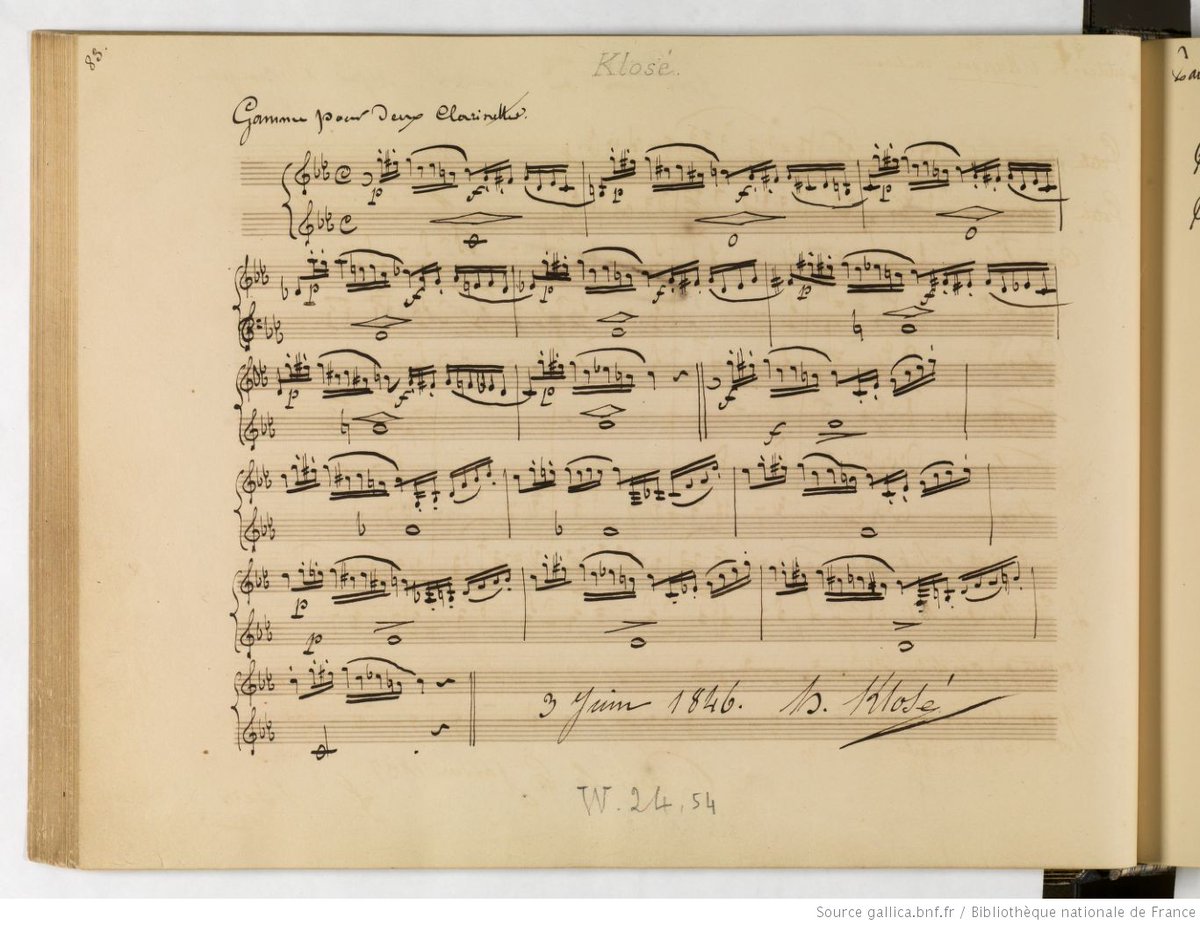 83.
Klosé.
Gamme pour Deux Clarinettes.
p f p f p
p f p f p f
p f p f
f
p
p
3 Juin 1846. H. Klosé
W. 24, 54
Source gallica.bnf.fr / Bibliothèque nationale de France